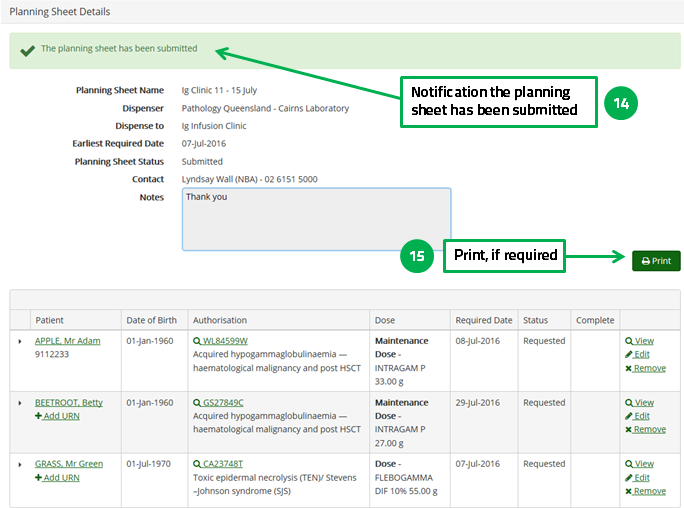 Planning Sheet Details
The planning sheet has been submitted
Notification the planning
sheet has been submitted
14
Planning Sheet Name Ig Clinic 11 - 15 July
Dispenser Pathology Queensland - Cairns Laboratory
Dispense to Ig Infusion Clinic
Earliest Required Date 07-Jul-2016
Planning Sheet Status Submitted
Contact Lyndsay Wall (NBA) - 02 6151 5000
Notes Thank you
15 Print, if required
Print
Patient Date of Birth Authorisation Dose Required Date Status Complete
APPLE, Mr Adam 01-Jan-1960 WL84599W Maintenance 08-Jul-2016 Requested View
9112233 Acquired hypogammaglobulinaemia — Dose - Edit
haematological malignancy and post HSCT INTRAGAM P Remove
33.00 g
BEETROOT, Betty 01-Jan-1960 GS27849C Maintenance 29-Jul-2016 Requested View
Add URN Acquired hypogammaglobulinaemia — Dose - Edit
haematological malignancy and post HSCT INTRAGAM P Remove
27.00 g
GRASS, Mr Green 01-Jul-1970 CA23748T Dose - 07-Jul-2016 Requested View
Add URN Toxic epidermal necrolysis (TEN)/ Stevens FLEBOGAMMA Edit
–Johnson syndrome (SJS) DIF 10% 55.00 g Remove